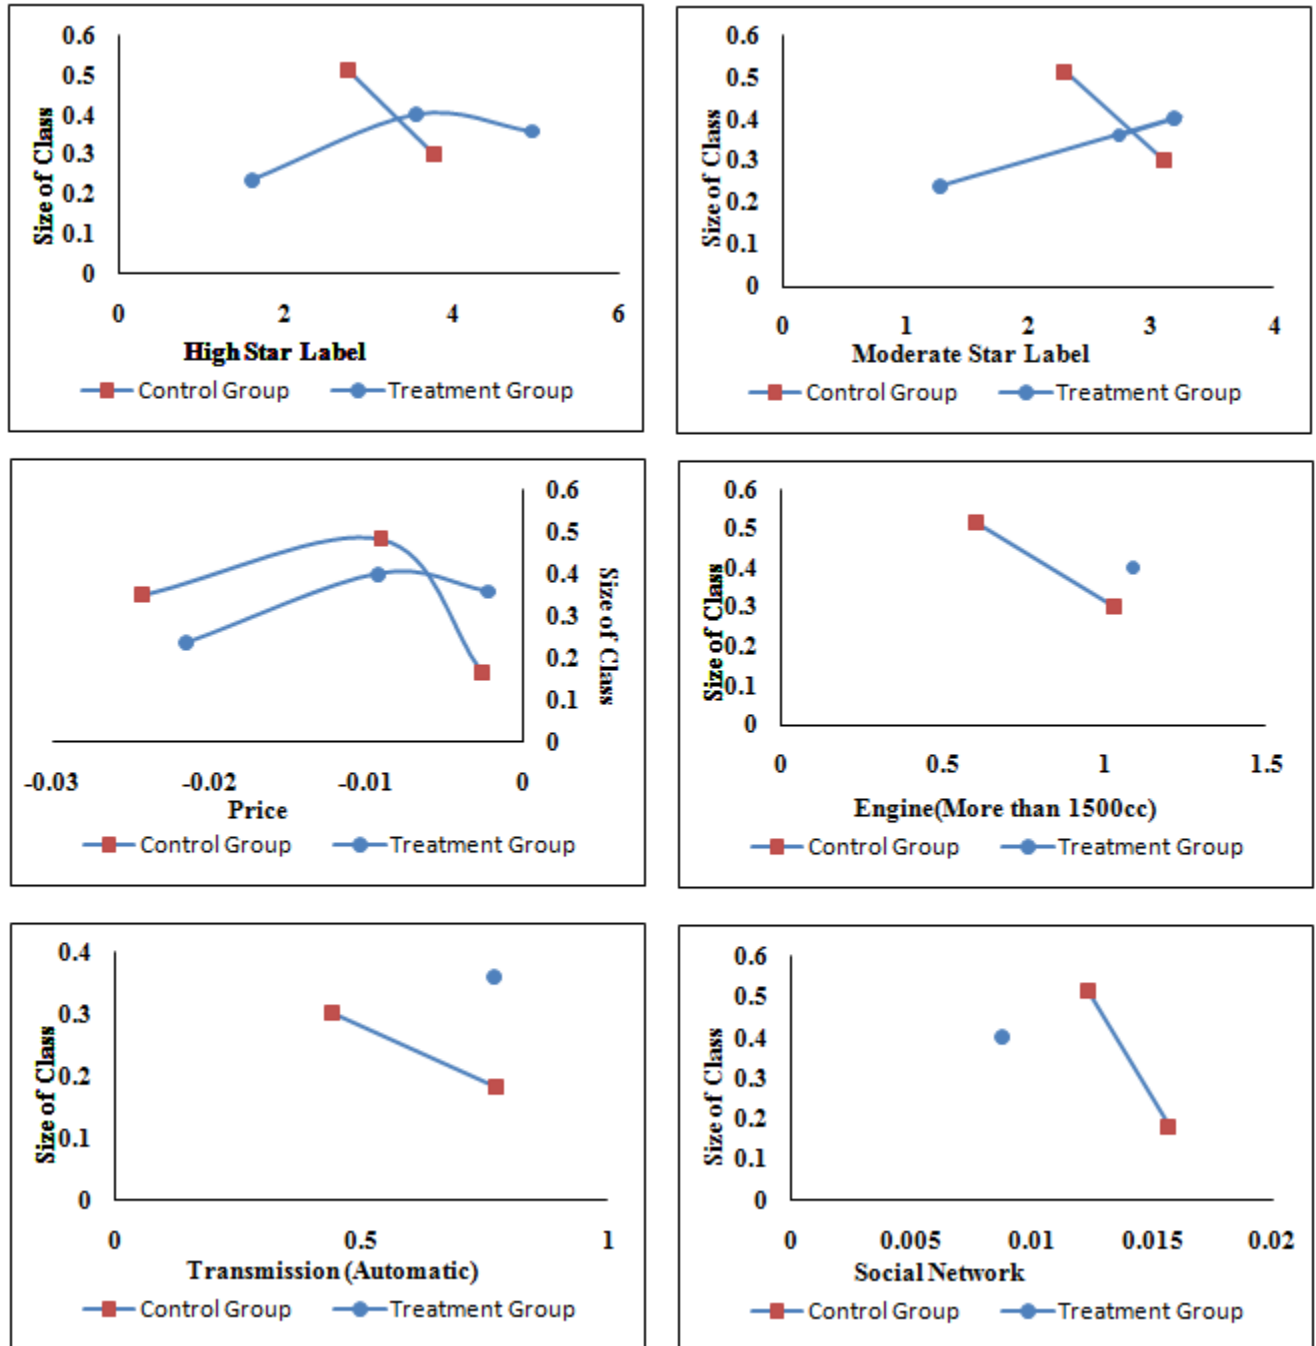 0.6
0.5
0.4
0.3
0.2
0.1
0
Size of Class
0 2 4 6
High Star Label
Control Group Treatment Group
0.6
0.5
0.4
0.3
0.2
0.1
0
Size of Class
0 1 2 3 4
Moderate Star Label
Control Group Treatment Group
0.6
0.5
0.4
0.3
0.2
0.1
0
Size of Class
-0.03 -0.02 -0.01 0
Price
Control Group Treatment Group
0.6
0.5
0.4
0.3
0.2
0.1
0
Size of Class
0 0.5 1 1.5
Engine(More than 1500cc)
Control Group Treatment Group
0.4
0.3
0.2
0.1
0
Size of Class
0 0.5 1
Transmission (Automatic)
Control Group Treatment Group
0.6
0.5
0.4
0.3
0.2
0.1
0
Size of Class
0 0.005 0.01 0.015 0.02
Social Network
Control Group Treatment Group